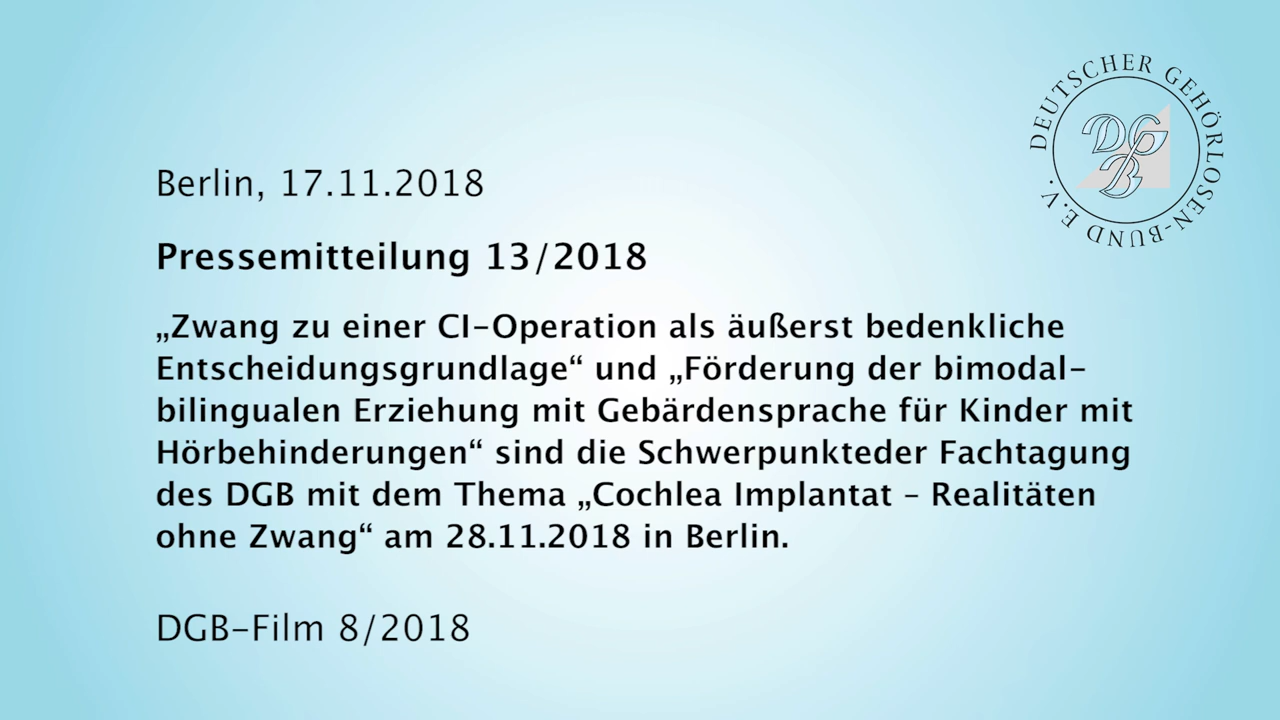 DEUTSCHER GEHÖRLOSEN-BUND E.V.
DGB
Berlin, 17.11.2018
Pressemitteilung 13/2018
„Zwang zu einer CI-Operation als äußerst bedenkliche
Entscheidungsgrundlage“ und „Förderung der bimodal-
bilingualen Erziehung mit Gebärdensprache für Kinder mit
Hörbehinderungen“ sind die Schwerpunkteder Fachtagung
des DGB mit dem Thema „Cochlea Implantat – Realitäten
ohne Zwang“ am 28.11.2018 in Berlin.
DGB-Film 8/2018